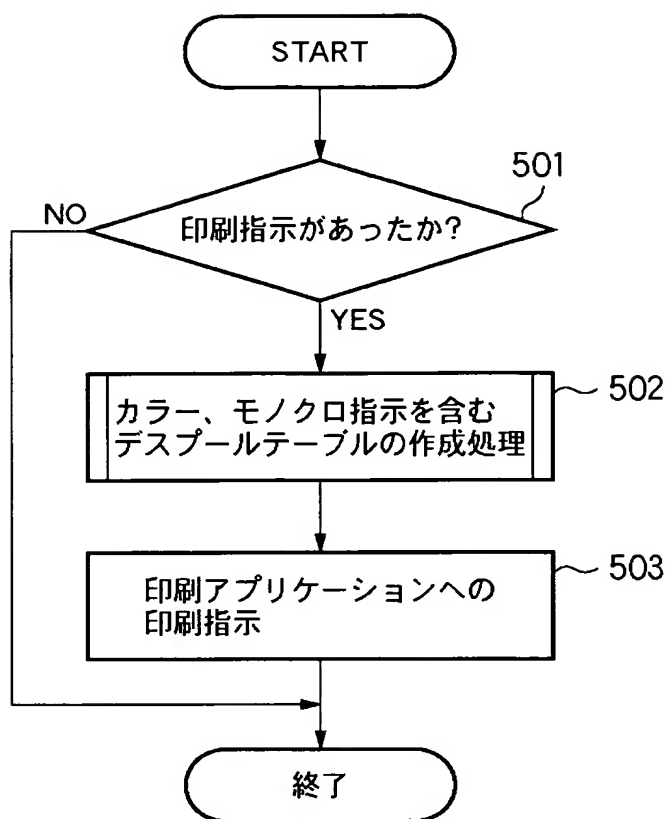 START
501
印刷指示があったか?
NO
YES
カラー、モノクロ指示を含む
デスプールテーブルの作成処理
502
印刷アプリケーションへの
印刷指示
503
終了